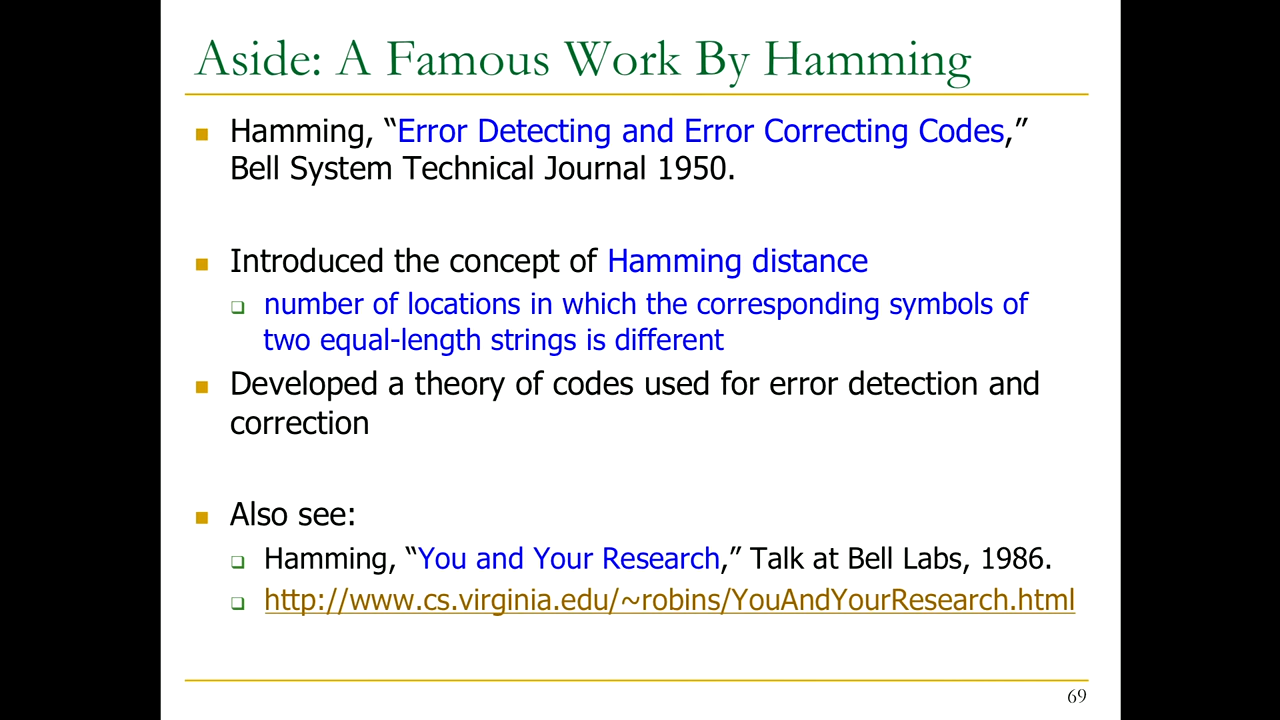 Aside: A Famous Work By Hamming
Hamming, “Error Detecting and Error Correcting Codes,”
Bell System Technical Journal 1950.
Introduced the concept of Hamming distance
number of locations in which the corresponding symbols of
two equal-length strings is different
Developed a theory of codes used for error detection and
correction
Also see:
Hamming, “You and Your Research,” Talk at Bell Labs, 1986.
http://www.cs.virginia.edu/~robins/YouAndYourResearch.html
69